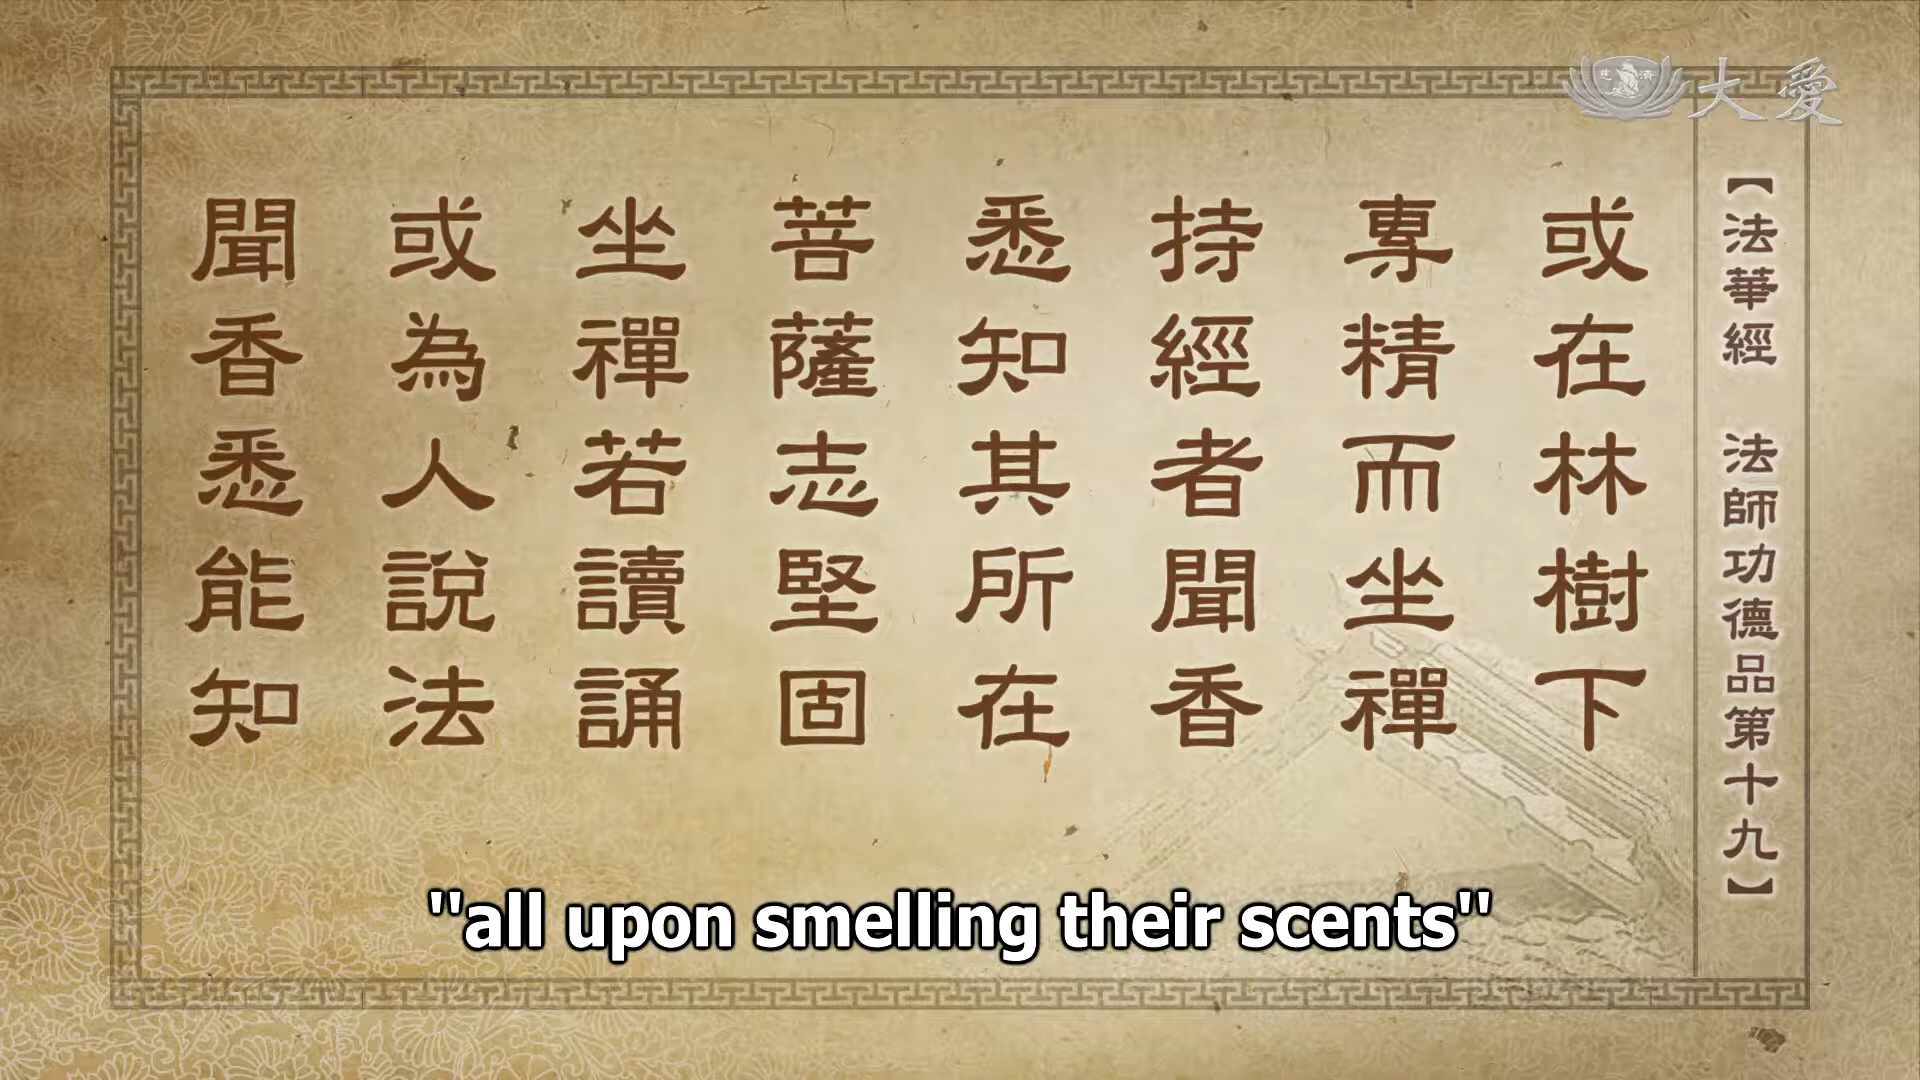 【法華經 法師功德品第十九】
或在林樹下
專精而坐禪
持經者聞香
悉知其所在
菩薩志堅固
坐禪若讀誦
或為人說法
聞香悉能知
大愛
慈濟
"all upon smelling their scents"